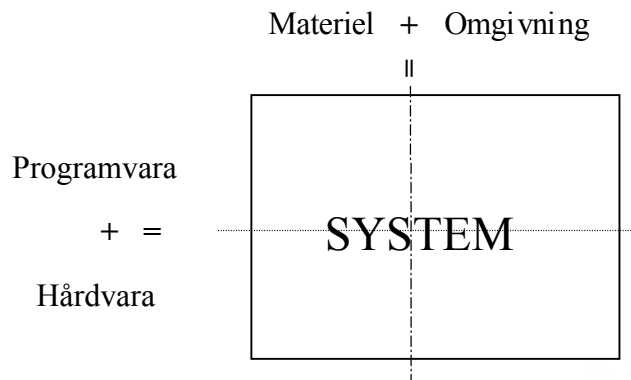 Materiel + Omgivning
=
Programvara
+ =
SYSTEM
Hårdvara